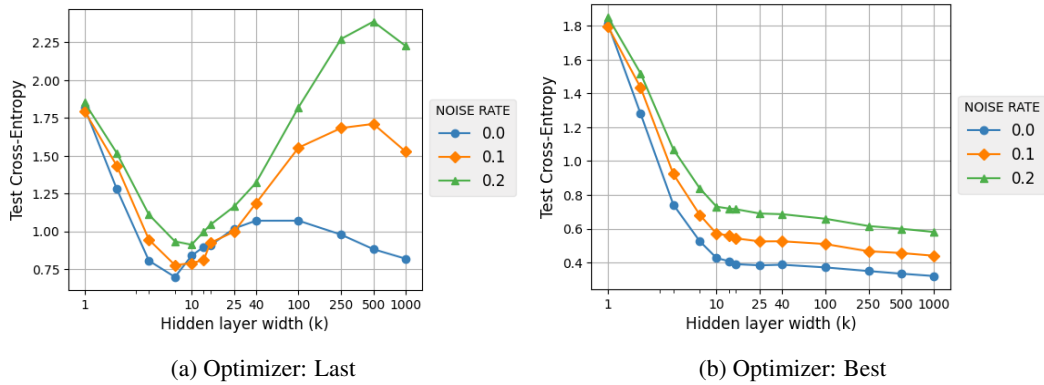 2.25
2.00
1.75
1.50
1.25
1.00
0.75
Test Cross-Entropy
1 10 25 40 100 250 500 1000
Hidden layer width (k)
NOISE RATE
0.0
0.1
0.2
(a) Optimizer: Last
1.8
1.6
1.4
1.2
1.0
0.8
0.6
0.4
Test Cross-Entropy
1 10 25 40 100 250 500 1000
Hidden layer width (k)
NOISE RATE
0.0
0.1
0.2
(b) Optimizer: Best